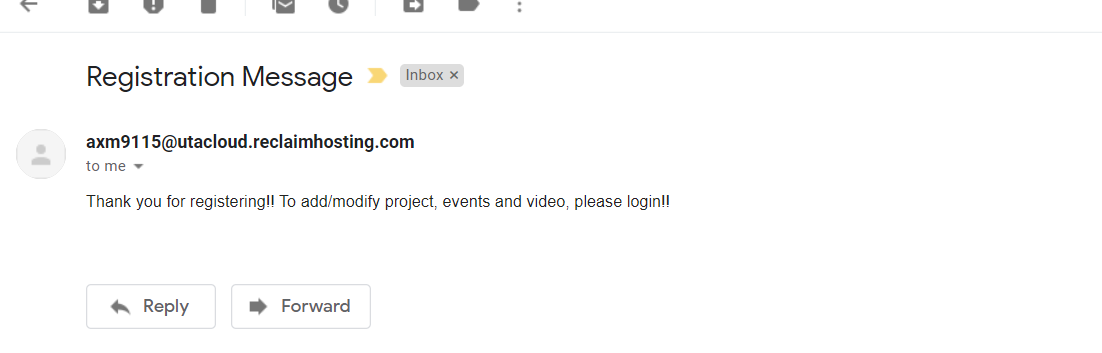 Registration Message Inbox ×
axm9115@utacloud.reclaimhosting.com
to me
Thank you for registering!! To add/modify project, events and video, please login!!
Reply Forward